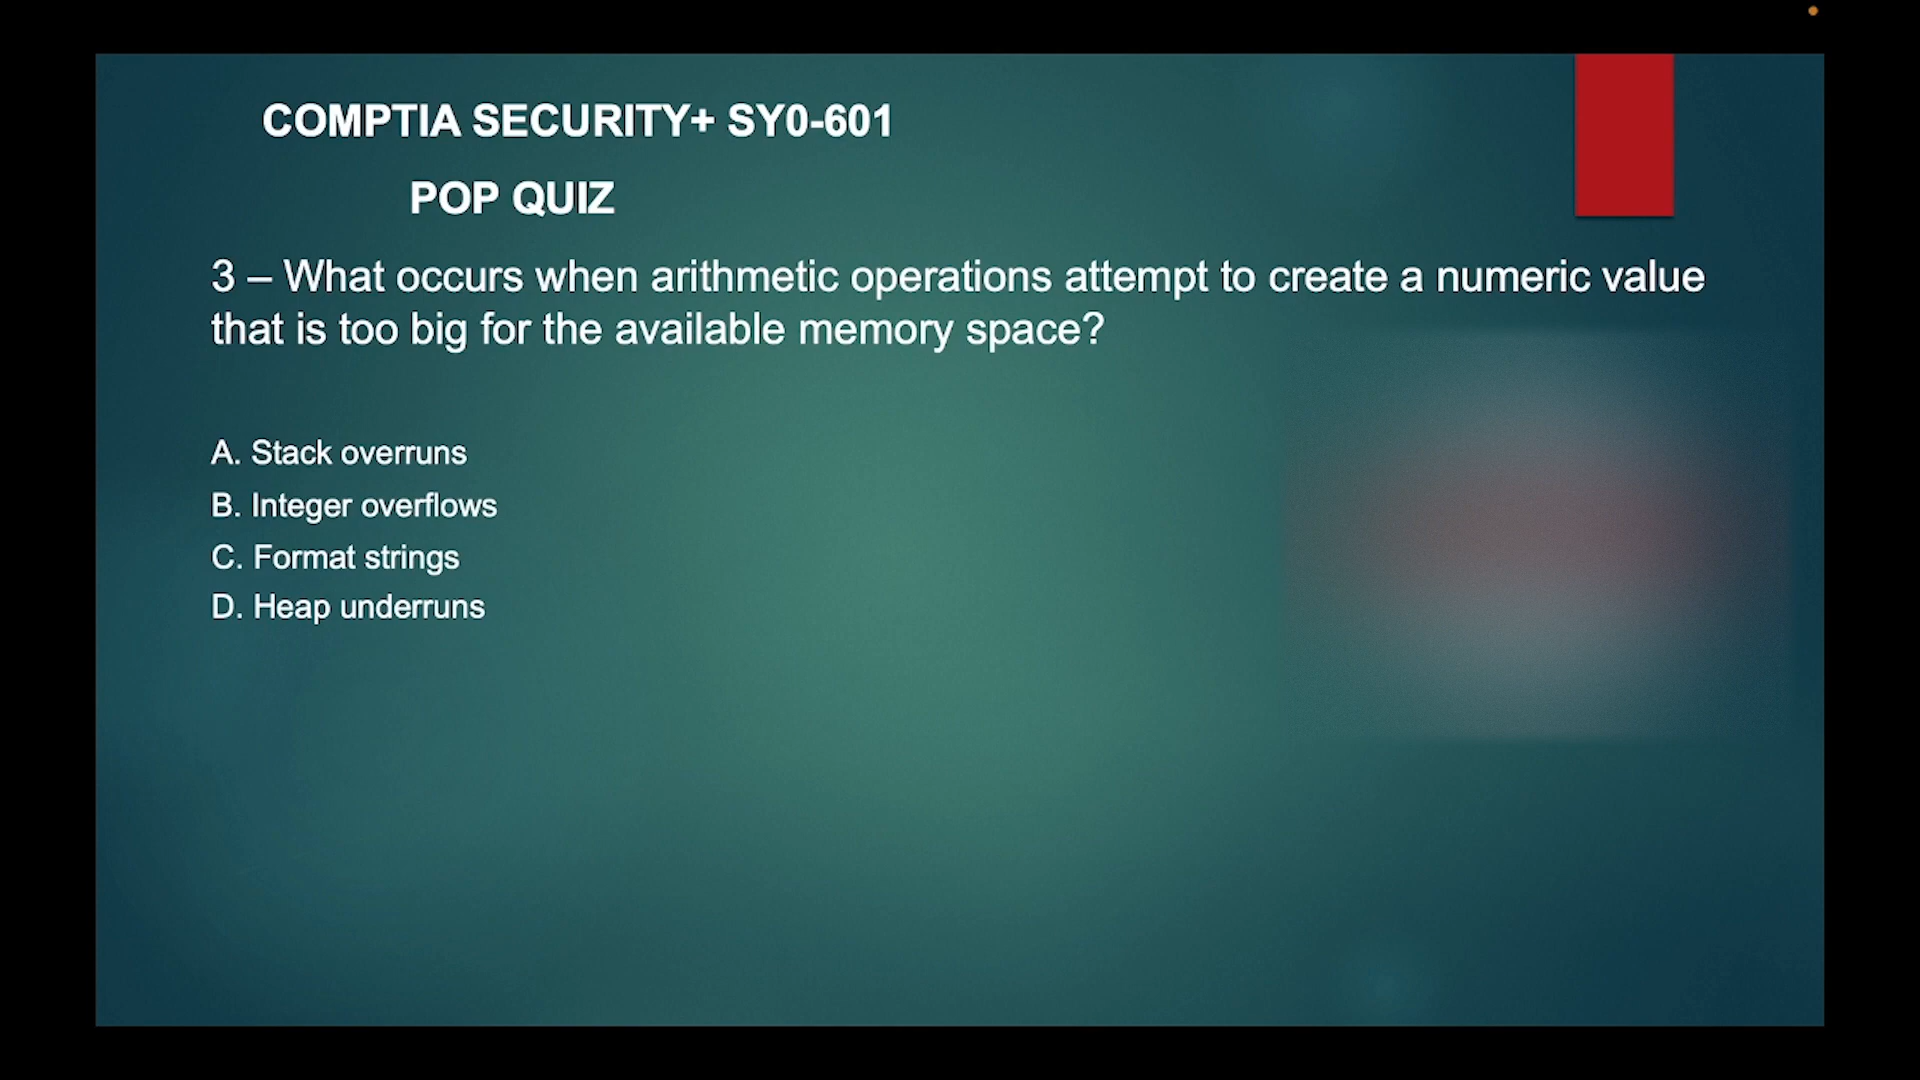 COMPTIA SECURITY+ SY0-601
POP QUIZ
3 – What occurs when arithmetic operations attempt to create a numeric value
that is too big for the available memory space?
A. Stack overruns
B. Integer overflows
C. Format strings
D. Heap underruns